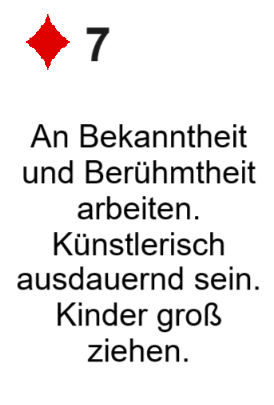 7
An Bekanntheit
und Berühmtheit
arbeiten.
Künstlerisch
ausdauernd sein.
Kinder groß
ziehen.